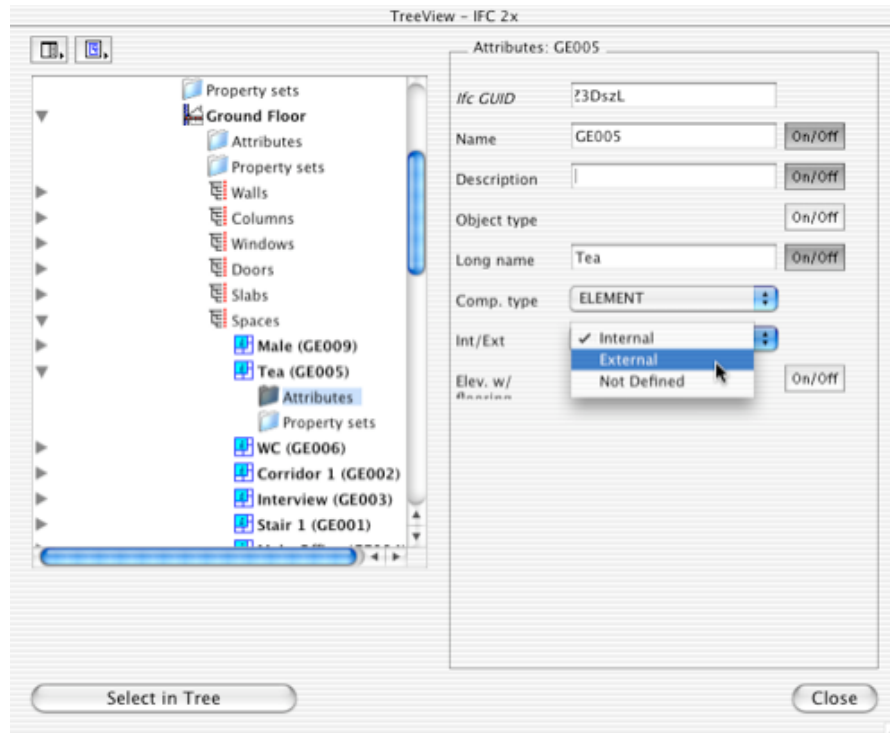 TreeView - IFC 2x
Property sets
Ground Floor
Attributes
Property sets
Walls
Columns
Windows
Doors
Slabs
Spaces
Male (GE009)
Tea (GE005)
Attributes
Property sets
WC (GE006)
Corridor 1 (GE002)
Interview (GE003)
Stair 1 (GE001)
Select in Tree
Attributes: GE005
Ifc GUID
Name GE005 On/Off
Description On/Off
Object type On/Off
Long name Tea On/Off
Comp. type ELEMENT
Int/Ext ✓ Internal
External
Not Defined
Elev. w/ On/Off
Close